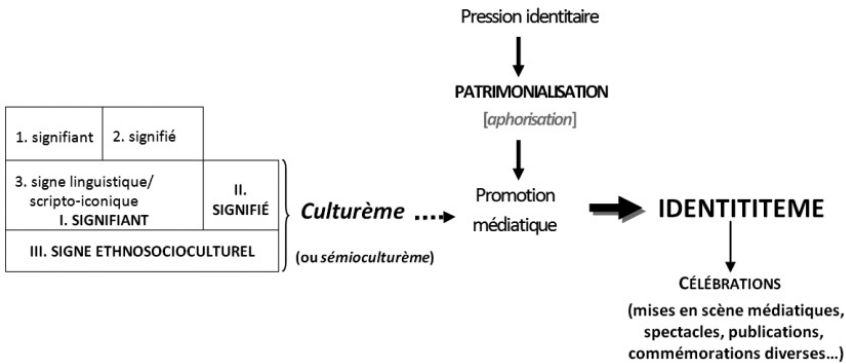 Pression identitaire
PATRIMONIALISATION
[aphorisation]
1. signifiant
2. signifié
3. signe linguistique/
scripto-iconique
I. SIGNIFIANT
II.
SIGNIFIÉ
III. SIGNE ETHNOSOCIOCULTUREL
Culturème
(ou sémioculturème)
Promotion
médiatique
IDENTITITEME
CÉLÉBRATIONS
(mises en scène médiatiques,
spectacles, publications,
commémorations diverses…)